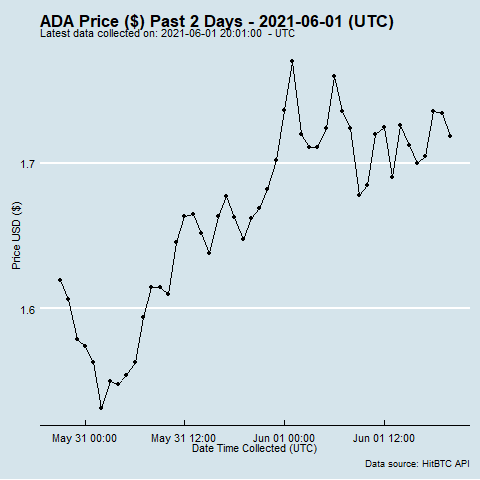 ADA Price ($) Past 2 Days - 2021-06-01 (UTC)
Latest data collected on: 2021-06-01 20:01:00  - UTC
1.7
Price USD ($)
1.6
May 31 00:00
May 31 12:00
Jun 01 00:00
Jun 01 12:00
Date Time Collected (UTC)
Data source: HitBTC API